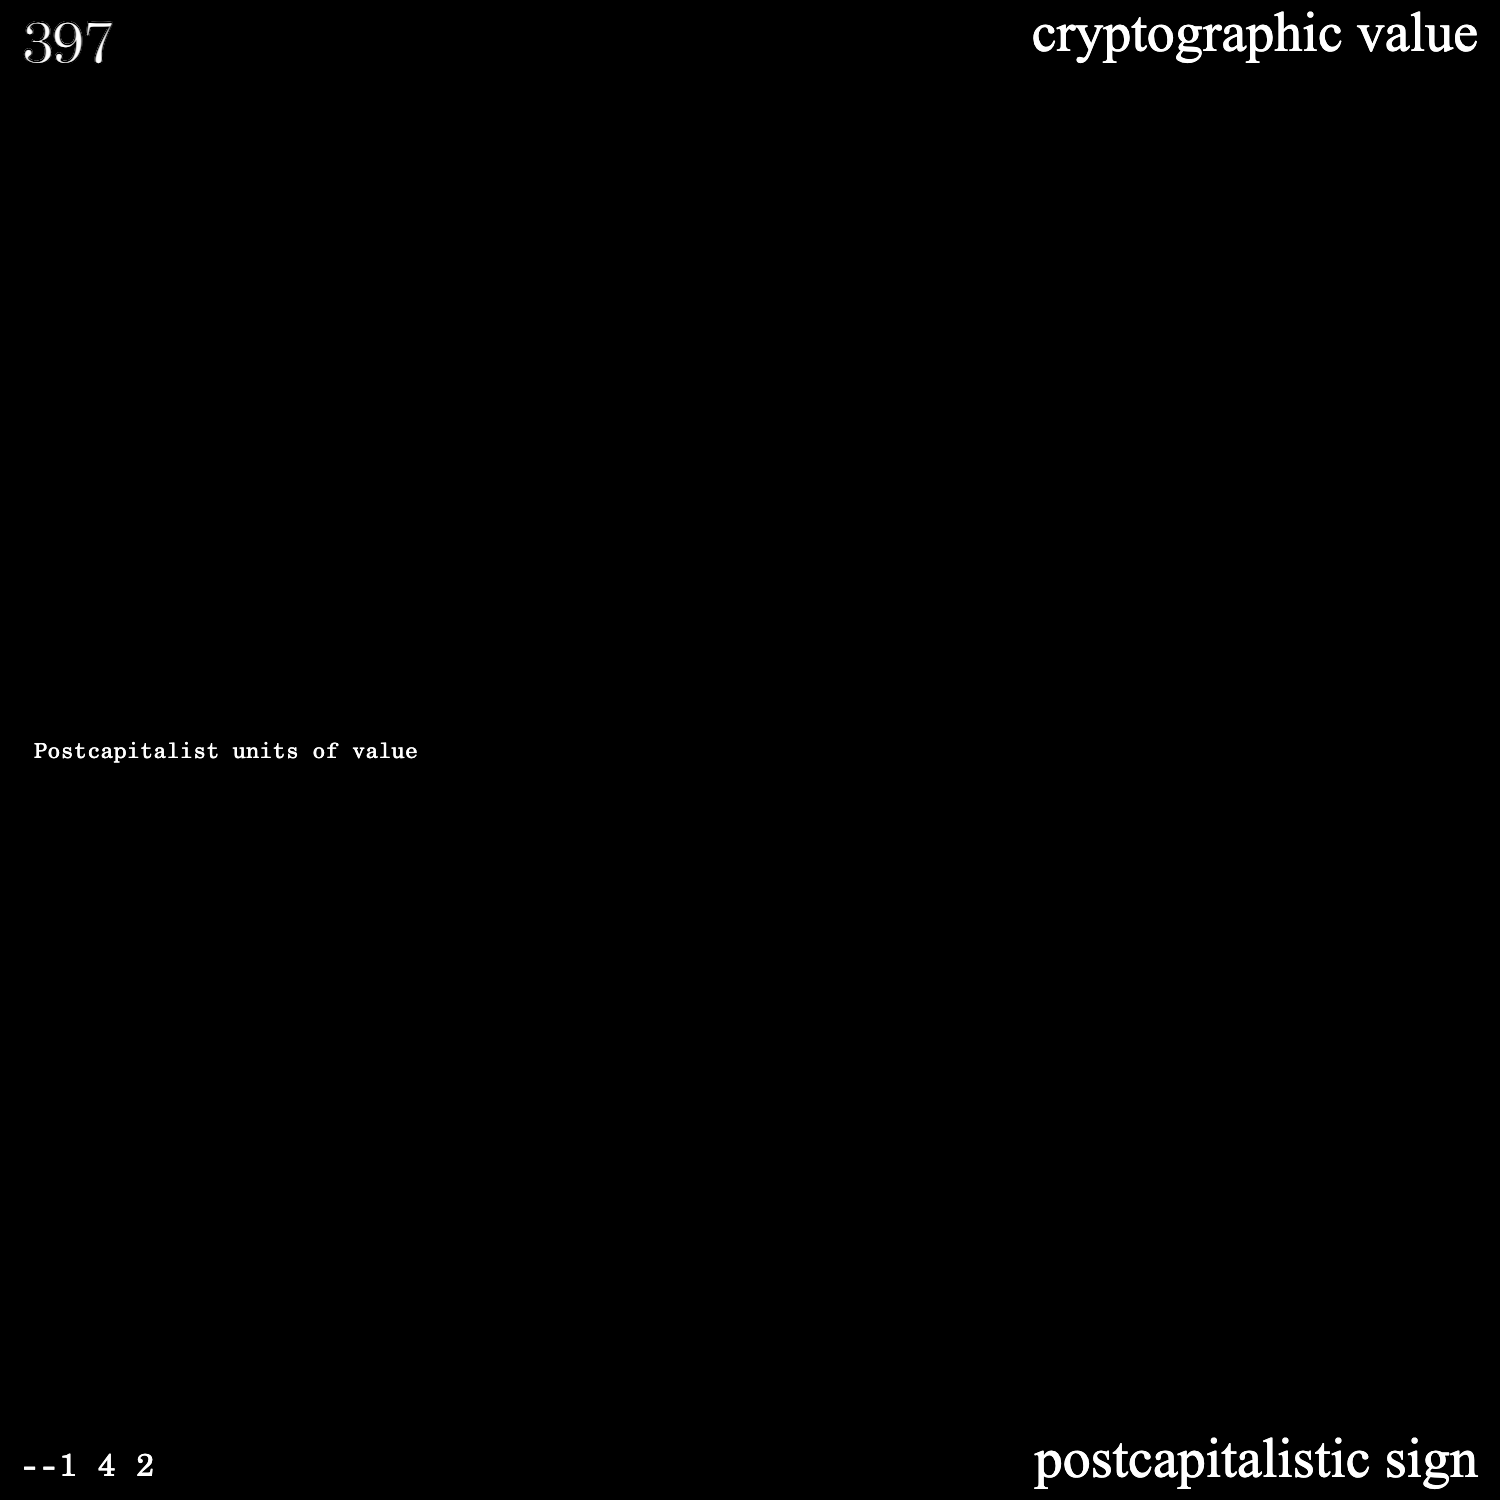 397
cryptographic value
Postcapitalist units of value
--1 4 2
postcapitalistic sign